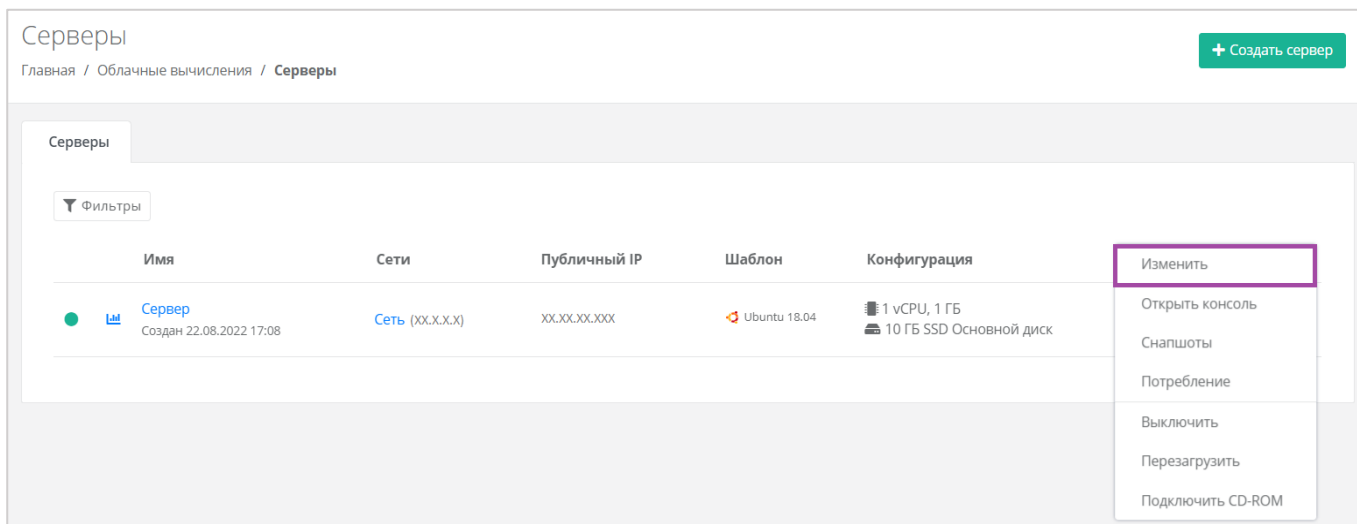 Серверы
+ Создать сервер
Главная / Облачные вычисления / Серверы
Серверы
Фильтры
Имя Сети Публичный IP Шаблон Конфигурация
Сервер
Создан 22.08.2022 17:08
Сеть (XX.X.X.X)
XX.XX.XX.XXX
Ubuntu 18.04
1 vCPU, 1 ГБ
10 ГБ SSD Основной диск
Изменить
Открыть консоль
Снапшоты
Потребление
Выключить
Перезагрузить
Подключить CD-ROM